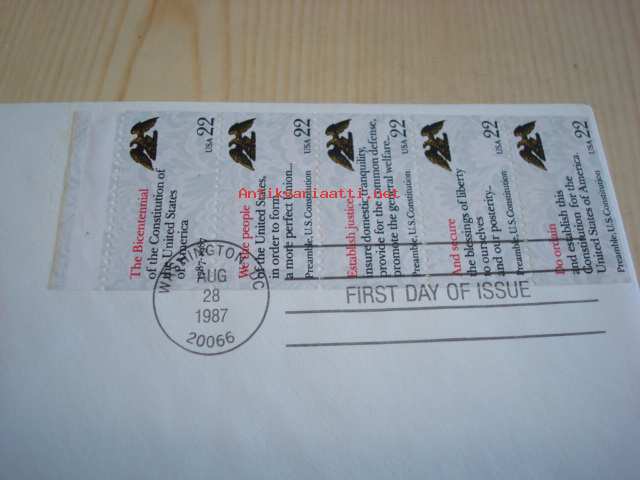 The Bicentennial
of the Constitution of
the United States
of America
1787-1987
USA 22
We the people
of the United States,
in order to form
a more perfect Union...
Preamble, U.S. Constitution
USA 22
Establish justice,
insure domestic tranquility,
provide for the common defense,
promote the general welfare...
Preamble, U.S. Constitution
USA 22
And secure
the blessings of liberty
to ourselves
and our posterity...
Preamble, U.S. Constitution
USA 22
Do ordain
and establish this
Constitution for the
United States of America.
Preamble, U.S. Constitution
USA 22
Antiksariaatti.net
WASHINGTON, DC
AUG
28
1987
20066
FIRST DAY OF ISSUE